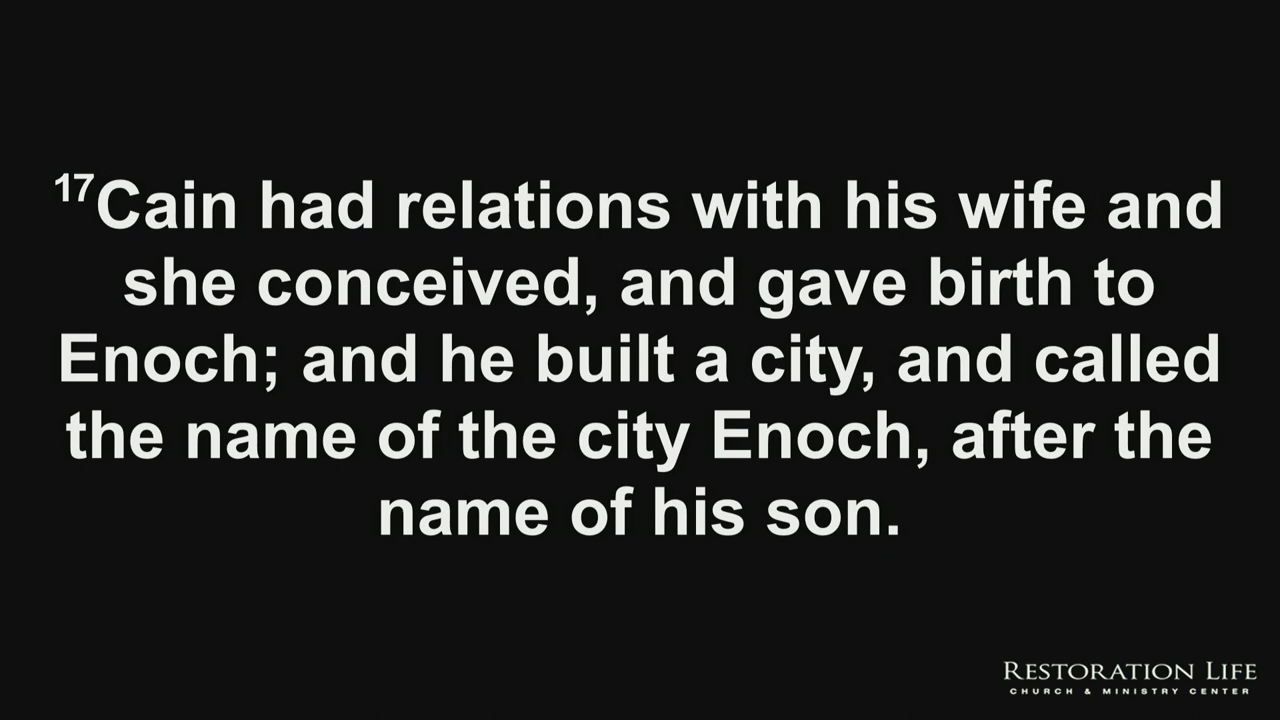 17Cain had relations with his wife and
she conceived, and gave birth to
Enoch; and he built a city, and called
the name of the city Enoch, after the
name of his son.
RESTORATION LIFE
CHURCH & MINISTRY CENTER